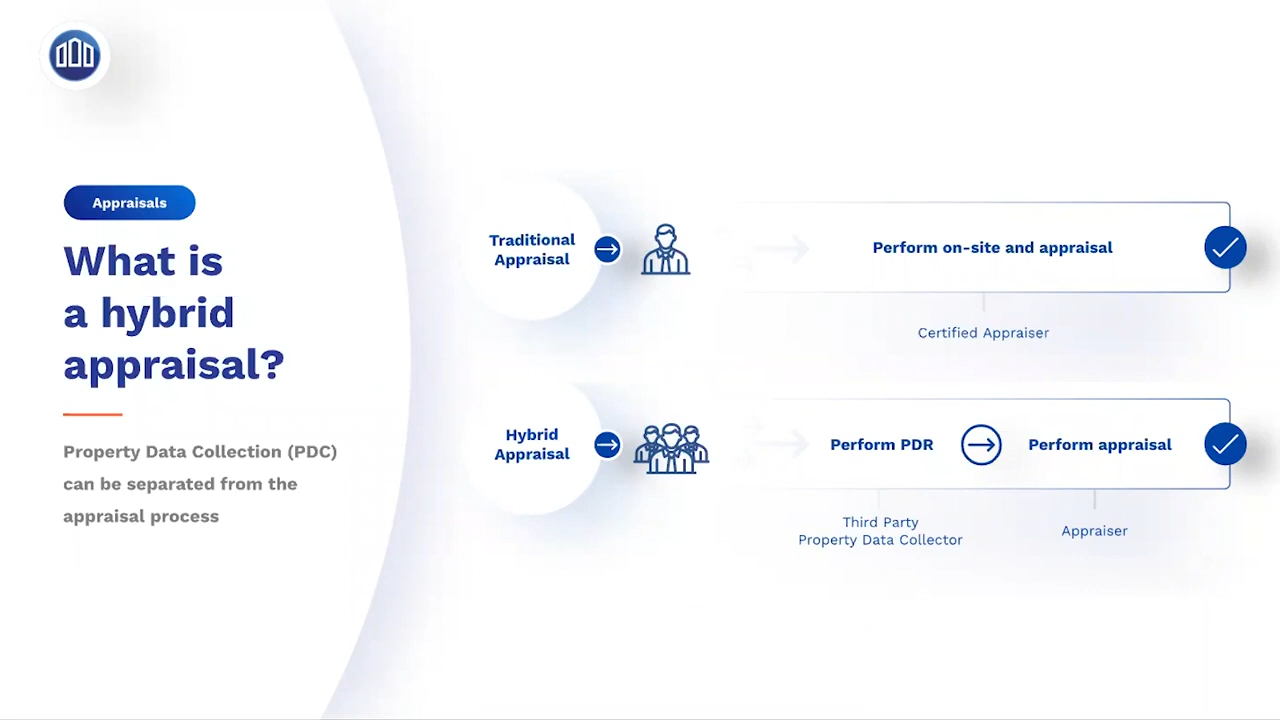 Appraisals
What is
a hybrid
appraisal?
Property Data Collection (PDC)
can be separated from the
appraisal process
Traditional
Appraisal
Perform on-site and appraisal
Certified Appraiser
Hybrid
Appraisal
Perform PDR
Perform appraisal
Third Party
Property Data Collector
Appraiser